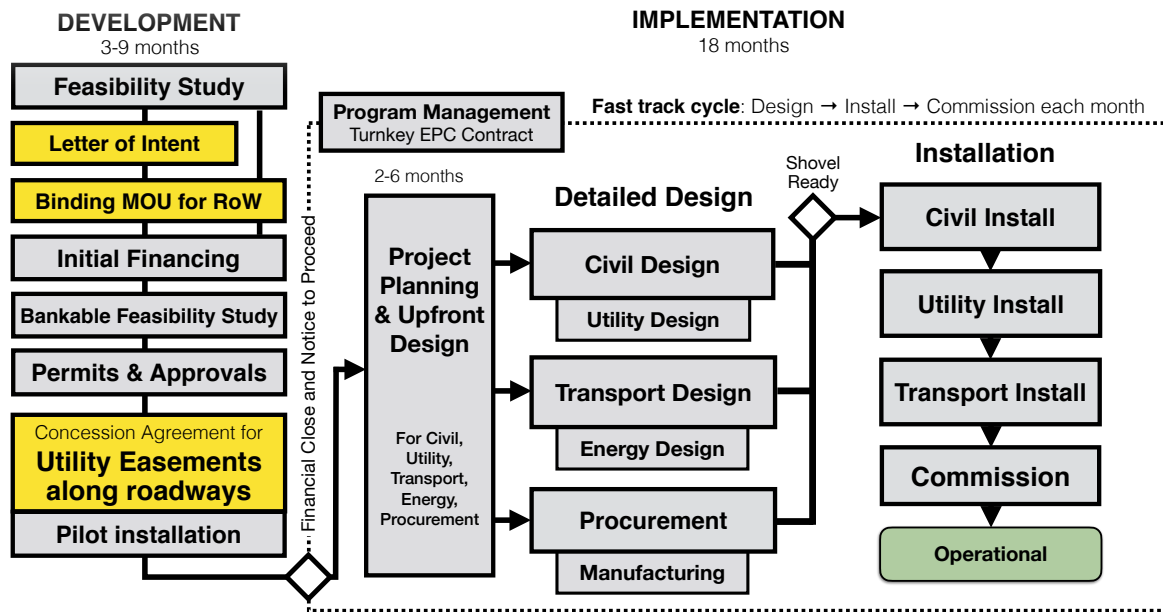 DEVELOPMENT
3-9 months
Feasibility Study
Letter of Intent
Binding MOU for RoW
Initial Financing
Bankable Feasibility Study
Permits & Approvals
Concession Agreement for
Utility Easements
along roadways
Pilot installation
Financial Close and Notice to Proceed
IMPLEMENTATION
18 months
Program Management
Turnkey EPC Contract
Fast track cycle: Design → Install → Commission each month
2-6 months
Project
Planning
& Upfront
Design
For Civil,
Utility,
Transport,
Energy,
Procurement
Detailed Design
Civil Design
Utility Design
Transport Design
Energy Design
Procurement
Manufacturing
Shovel
Ready
Installation
Civil Install
Utility Install
Transport Install
Commission
Operational